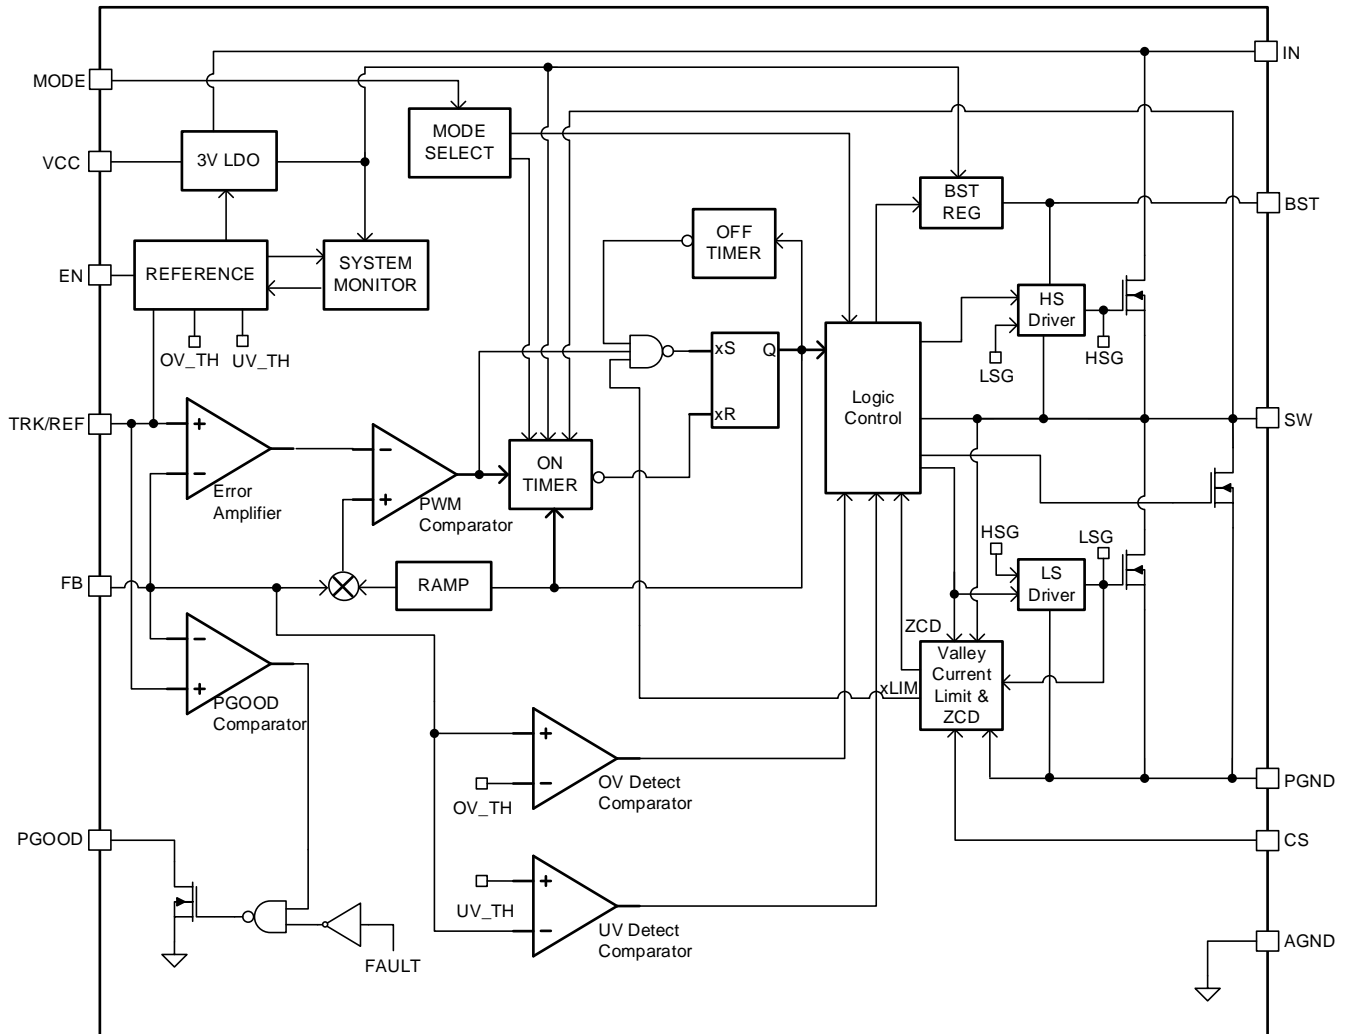 IN
MODE
MODE
SELECT
VCC
3V LDO
BST
REG
BST
OFF
TIMER
EN
REFERENCE
SYSTEM
MONITOR
HS
Driver
OV_TH
UV_TH
xS
Q
LSG
HSG
Logic
Control
TRK/REF
+
−
Error
Amplifier
−
+
PWM
Comparator
xR
ON
TIMER
SW
HSG
LSG
FB
RAMP
LS
Driver
ZCD
Valley
Current
Limit &
ZCD
xLIM
−
+
PGOOD
Comparator
+
−
OV_TH
OV Detect
Comparator
PGND
PGOOD
CS
+
−
UV_TH
UV Detect
Comparator
FAULT
AGND